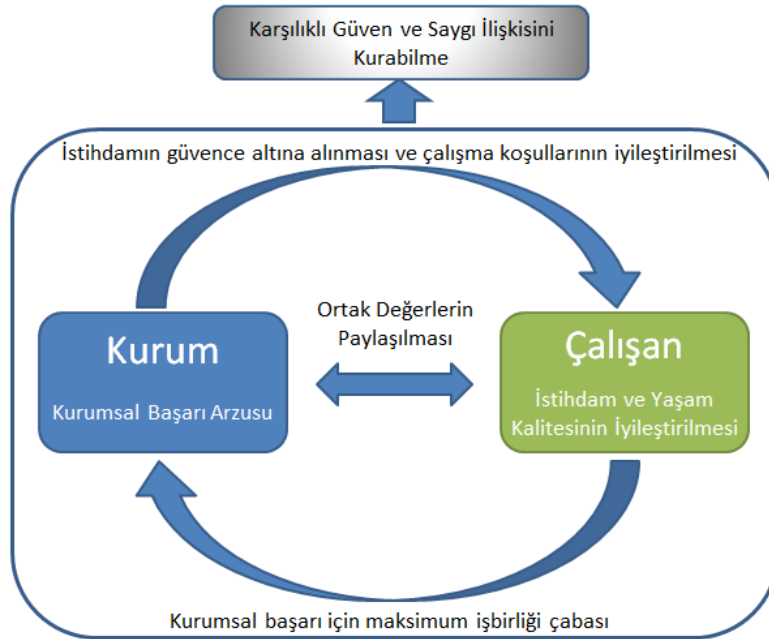 Karşılıklı Güven ve Saygı İlişkisini
Kurabilme
İstihdamın güvence altına alınması ve çalışma koşullarının iyileştirilmesi
Ortak Değerlerin
Paylaşılması
Kurum
Kurumsal Başarı Arzusu
Çalışan
İstihdam ve Yaşam
Kalitesinin İyileştirilmesi
Kurumsal başarı için maksimum işbirliği çabası